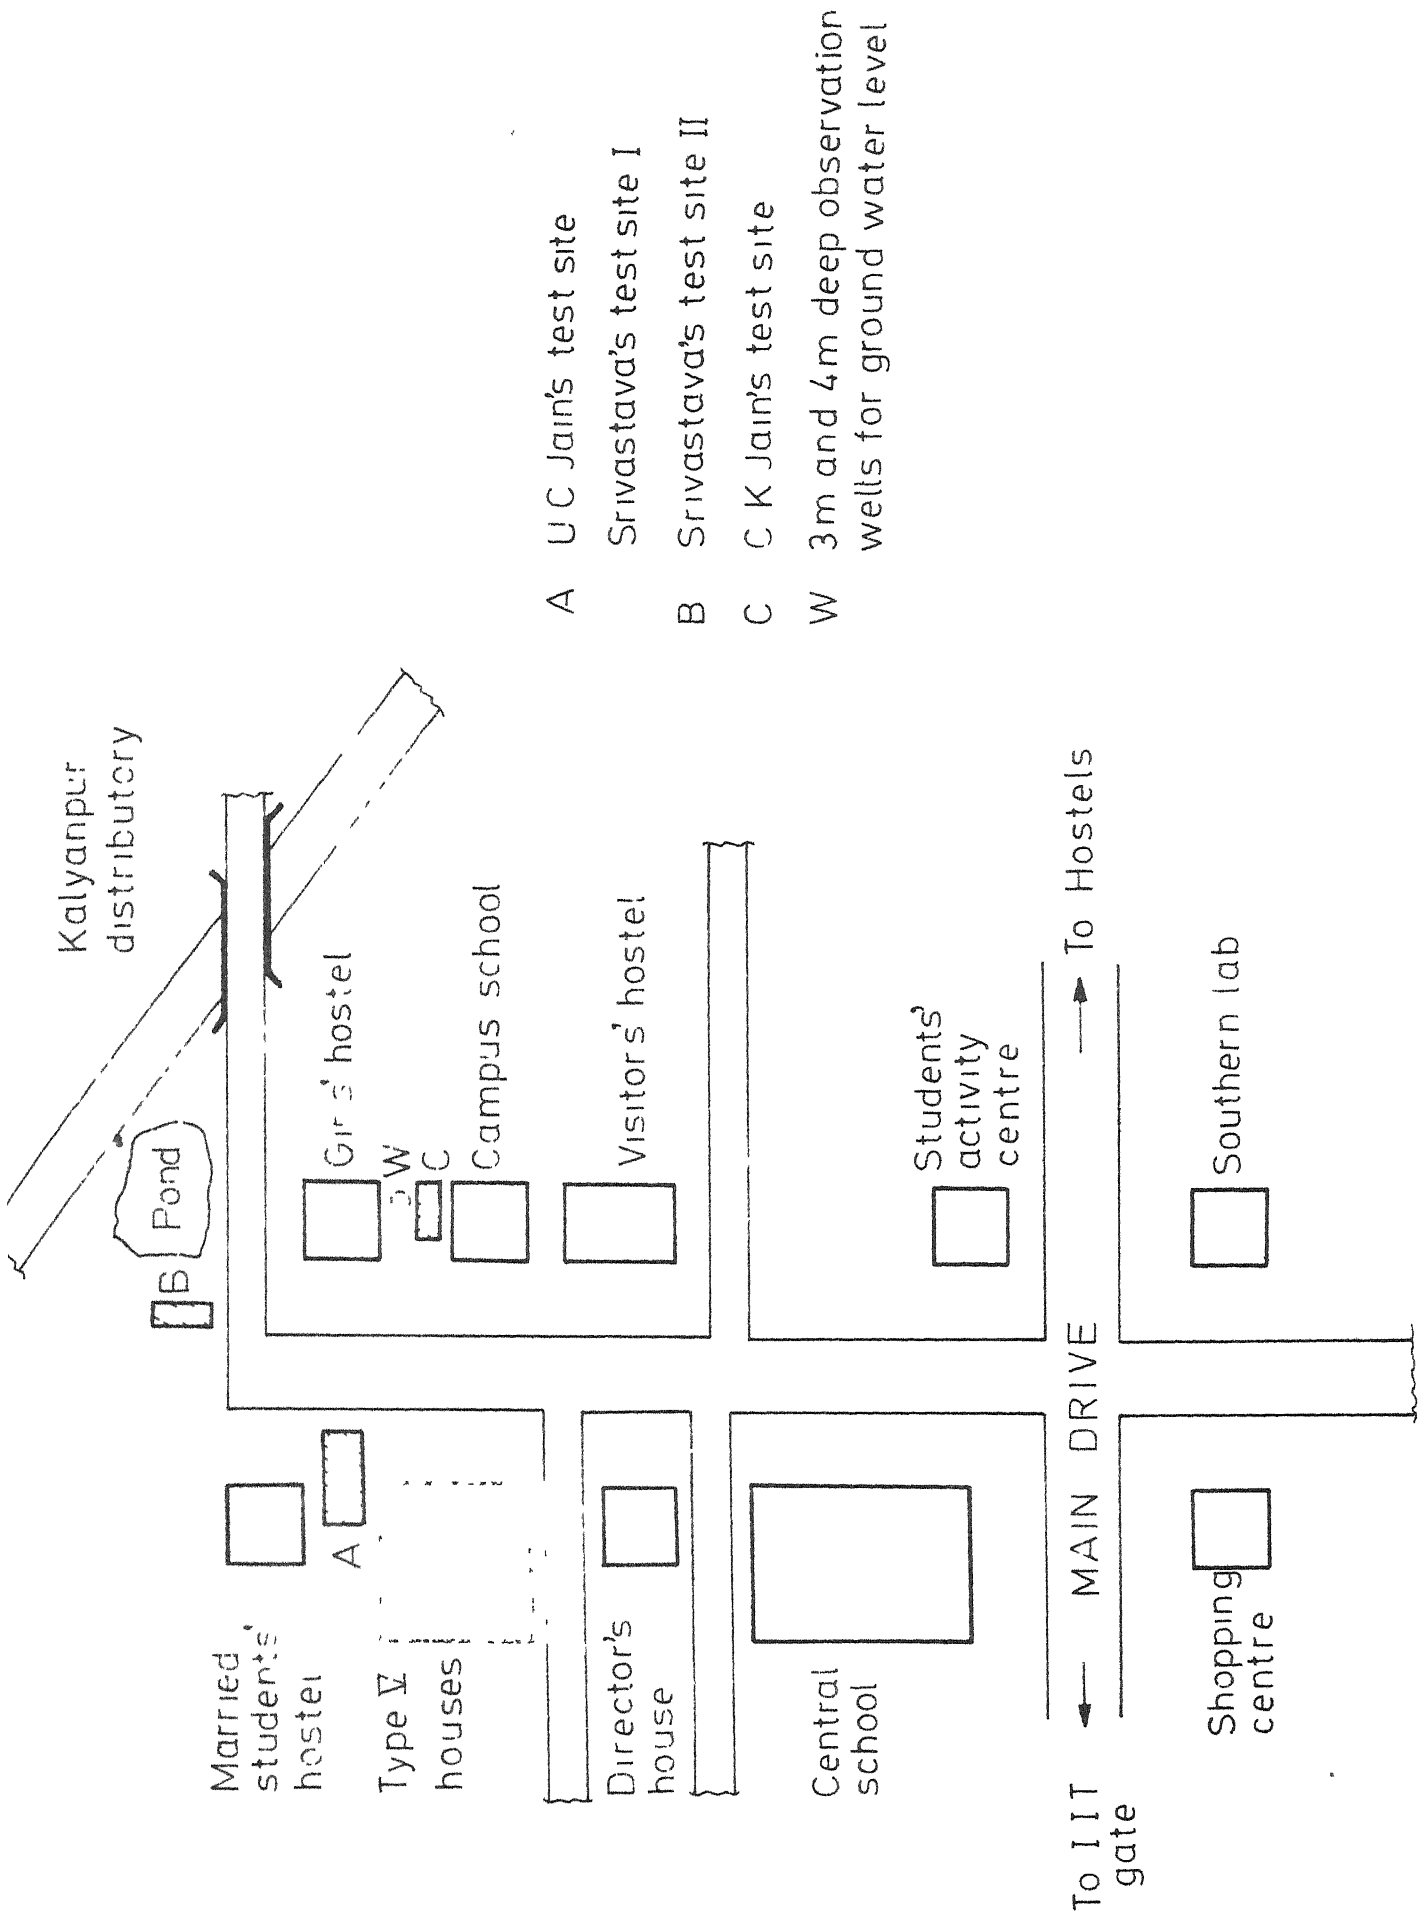 Kalyanpur
distributory
Pond
B
Girls' hostel
W
C
Campus school
Visitors' hostel
Students'
activity
centre
To Hostels
Southern lab
MAIN DRIVE
Married
students'
hostel
A
Type V
houses
Director's
house
Central
school
To I I T
gate
Shopping
centre
A U C Jain's test site
Srivastava's test site I
B Srivastava's test site II
C C K Jain's test site
W 3m and 4m deep observation
wells for ground water level